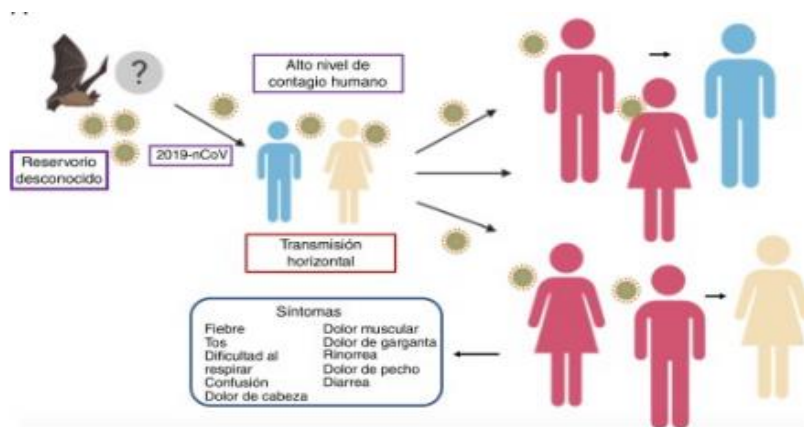 ?
Alto nivel de
contagio humano
Reservorio
desconocido
2019-nCoV
Transmisión
horizontal
Síntomas
Fiebre
Tos
Dificultad al
respirar
Confusión
Dolor de cabeza
Dolor muscular
Dolor de garganta
Rinorrea
Dolor de pecho
Diarrea